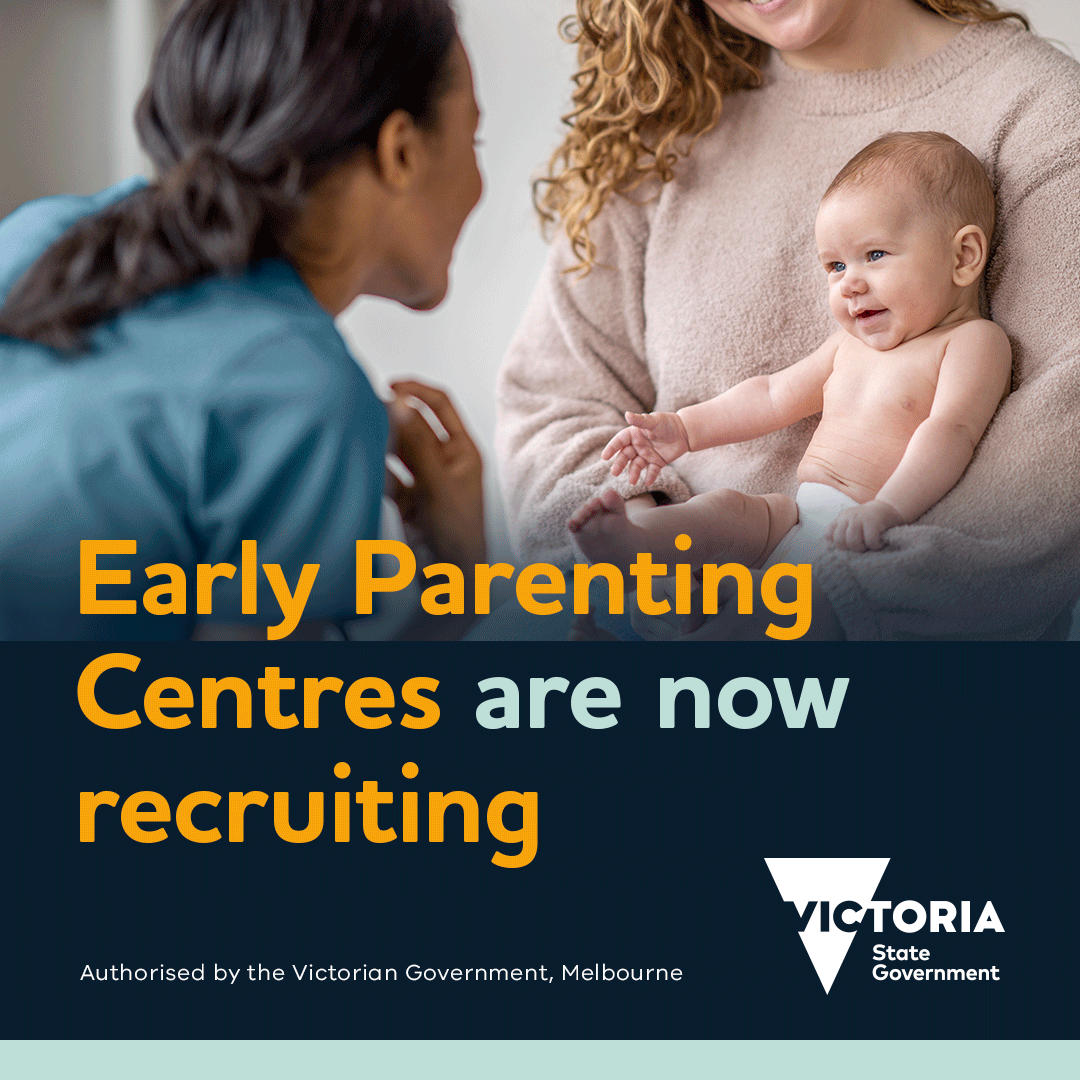 Early Parenting
Centres are now
recruiting
VICTORIA
State
Government
Authorised by the Victorian Government, Melbourne